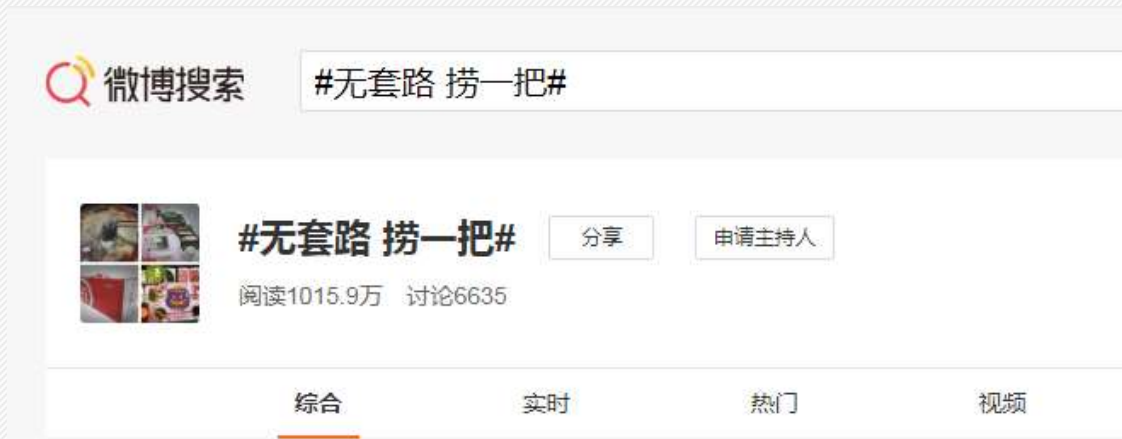 微博搜索 #无套路 捞一把#
#无套路 捞一把# 分享 申请主持人
阅读1015.9万 讨论6635
综合 实时 热门 视频